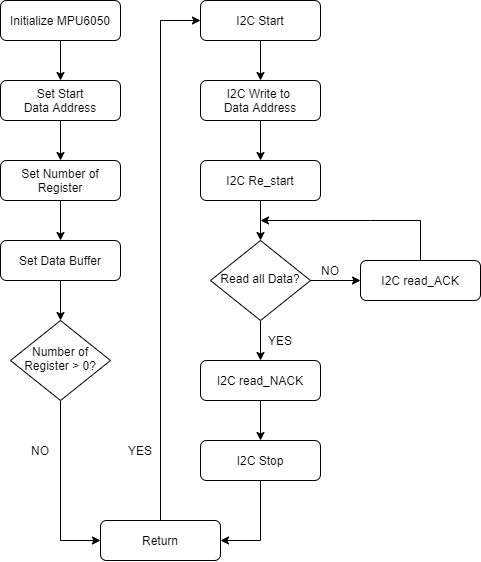 Initialize MPU6050
Set Start
Data Address
Set Number of
Register
Set Data Buffer
Number of
Register > 0?
NO
YES
I2C Start
I2C Write to
Data Address
I2C Re_start
Read all Data?
NO
I2C read_ACK
YES
I2C read_NACK
I2C Stop
Return